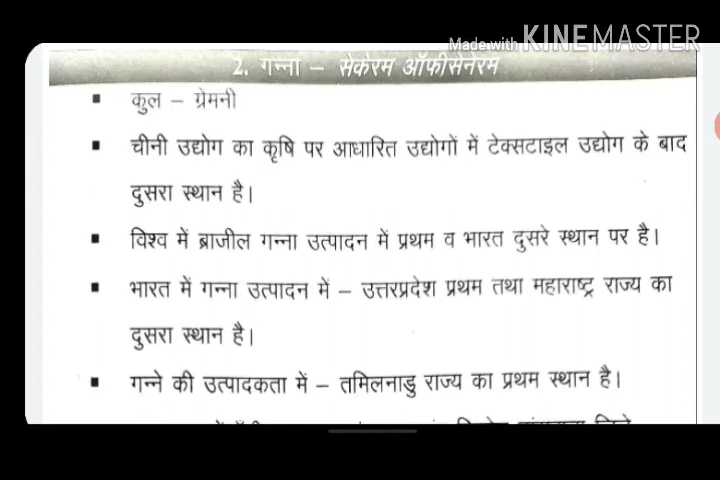 Made with KINEMASTER
2. गन्ना – सेकेरम ऑफीसेनेरम
▪ कुल – ग्रेमनी
▪ चीनी उद्योग का कृषि पर आधारित उद्योगों में टेक्सटाइल उद्योग के बाद
दुसरा स्थान है।
▪ विश्व में ब्राजील गन्ना उत्पादन में प्रथम व भारत दुसरे स्थान पर है।
▪ भारत में गन्ना उत्पादन में – उत्तरप्रदेश प्रथम तथा महाराष्ट्र राज्य का
दुसरा स्थान है।
▪ गन्ने की उत्पादकता में – तमिलनाडु राज्य का प्रथम स्थान है।